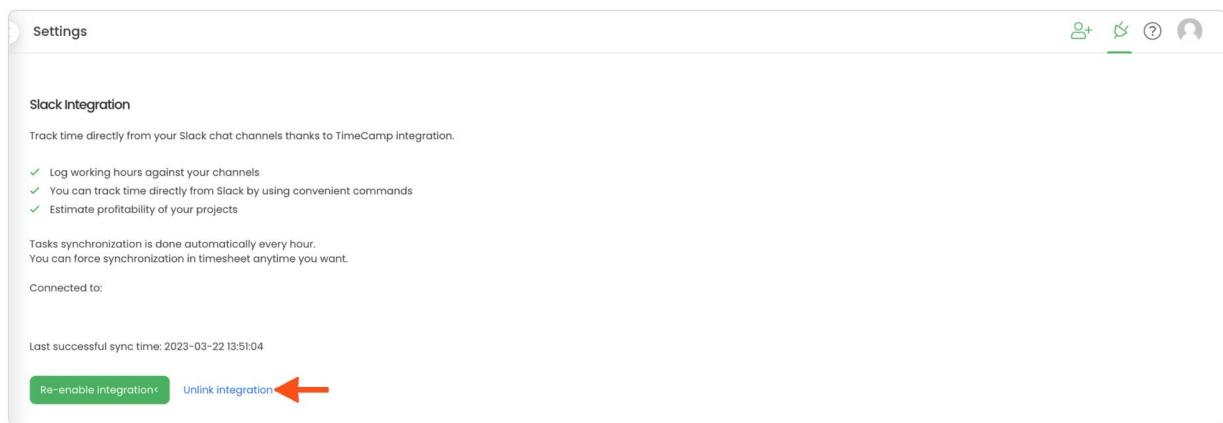 Settings
?
Slack Integration
Track time directly from your Slack chat channels thanks to TimeCamp integration.
Log working hours against your channels
You can track time directly from Slack by using convenient commands
Estimate profitability of your projects
Tasks synchronization is done automatically every hour.
You can force synchronization in timesheet anytime you want.
Connected to:
Last successful sync time: 2023-03-22 13:51:04
Re-enable integration< Unlink integration